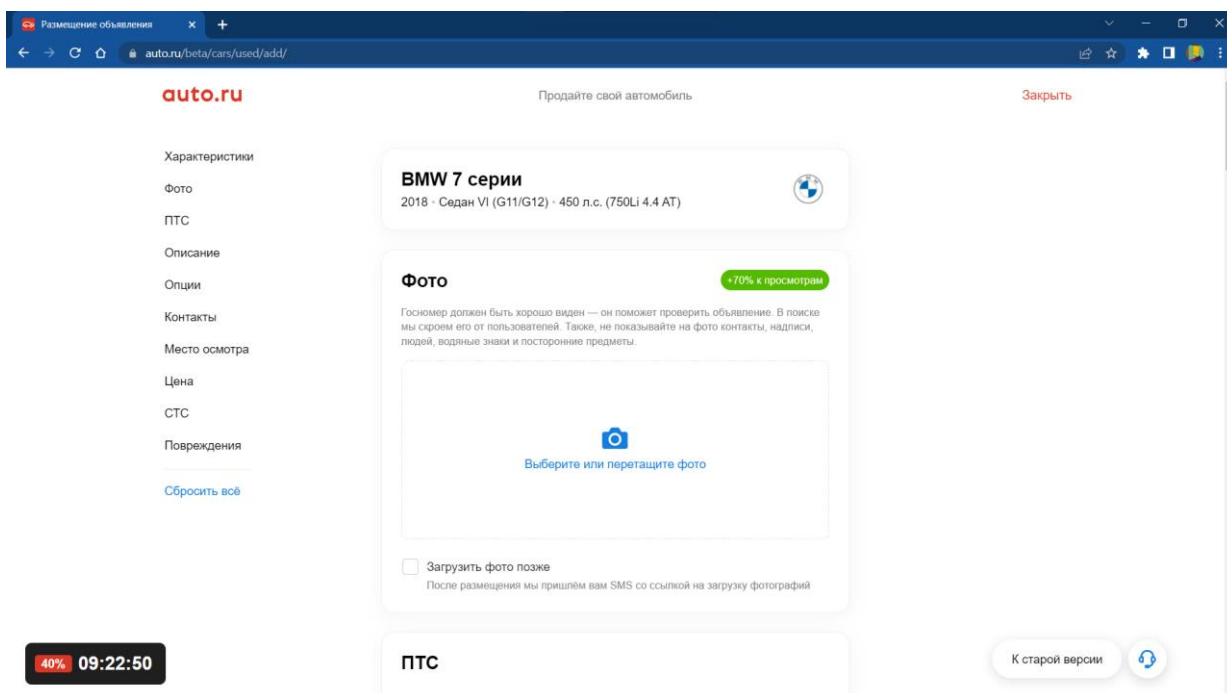 Размещение объявления
auto.ru/beta/cars/used/add/
auto.ru
Продайте свой автомобиль
Закрыть
Характеристики
Фото
ПТС
Описание
Опции
Контакты
Место осмотра
Цена
СТС
Повреждения
Сбросить всё
BMW 7 серии
2018 · Седан VI (G11/G12) · 450 л.с. (750Li 4.4 AT)
Фото
+70% к просмотрам
Госномер должен быть хорошо виден — он поможет проверить объявление. В поиске
мы скроем его от пользователей. Также, не показывайте на фото контакты, надписи,
людей, водяные знаки и посторонние предметы.
Выберите или перетащите фото
Загрузить фото позже
После размещения мы пришлём вам SMS со ссылкой на загрузку фотографий
ПТС
40% 09:22:50
К старой версии